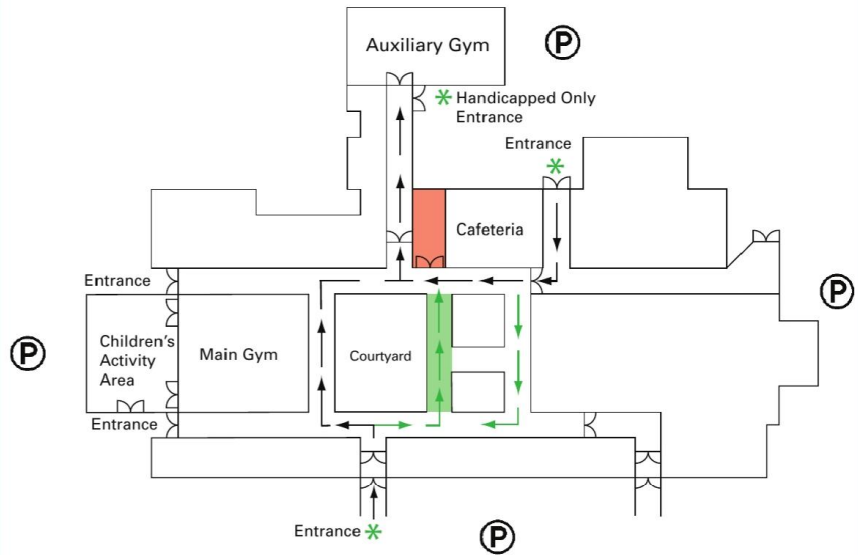 Auxiliary Gym
P
* Handicapped Only
Entrance
Entrance
*
Cafeteria
Entrance
P
Children's
Activity
Area
Main Gym
Courtyard
P
Entrance
Entrance *
P